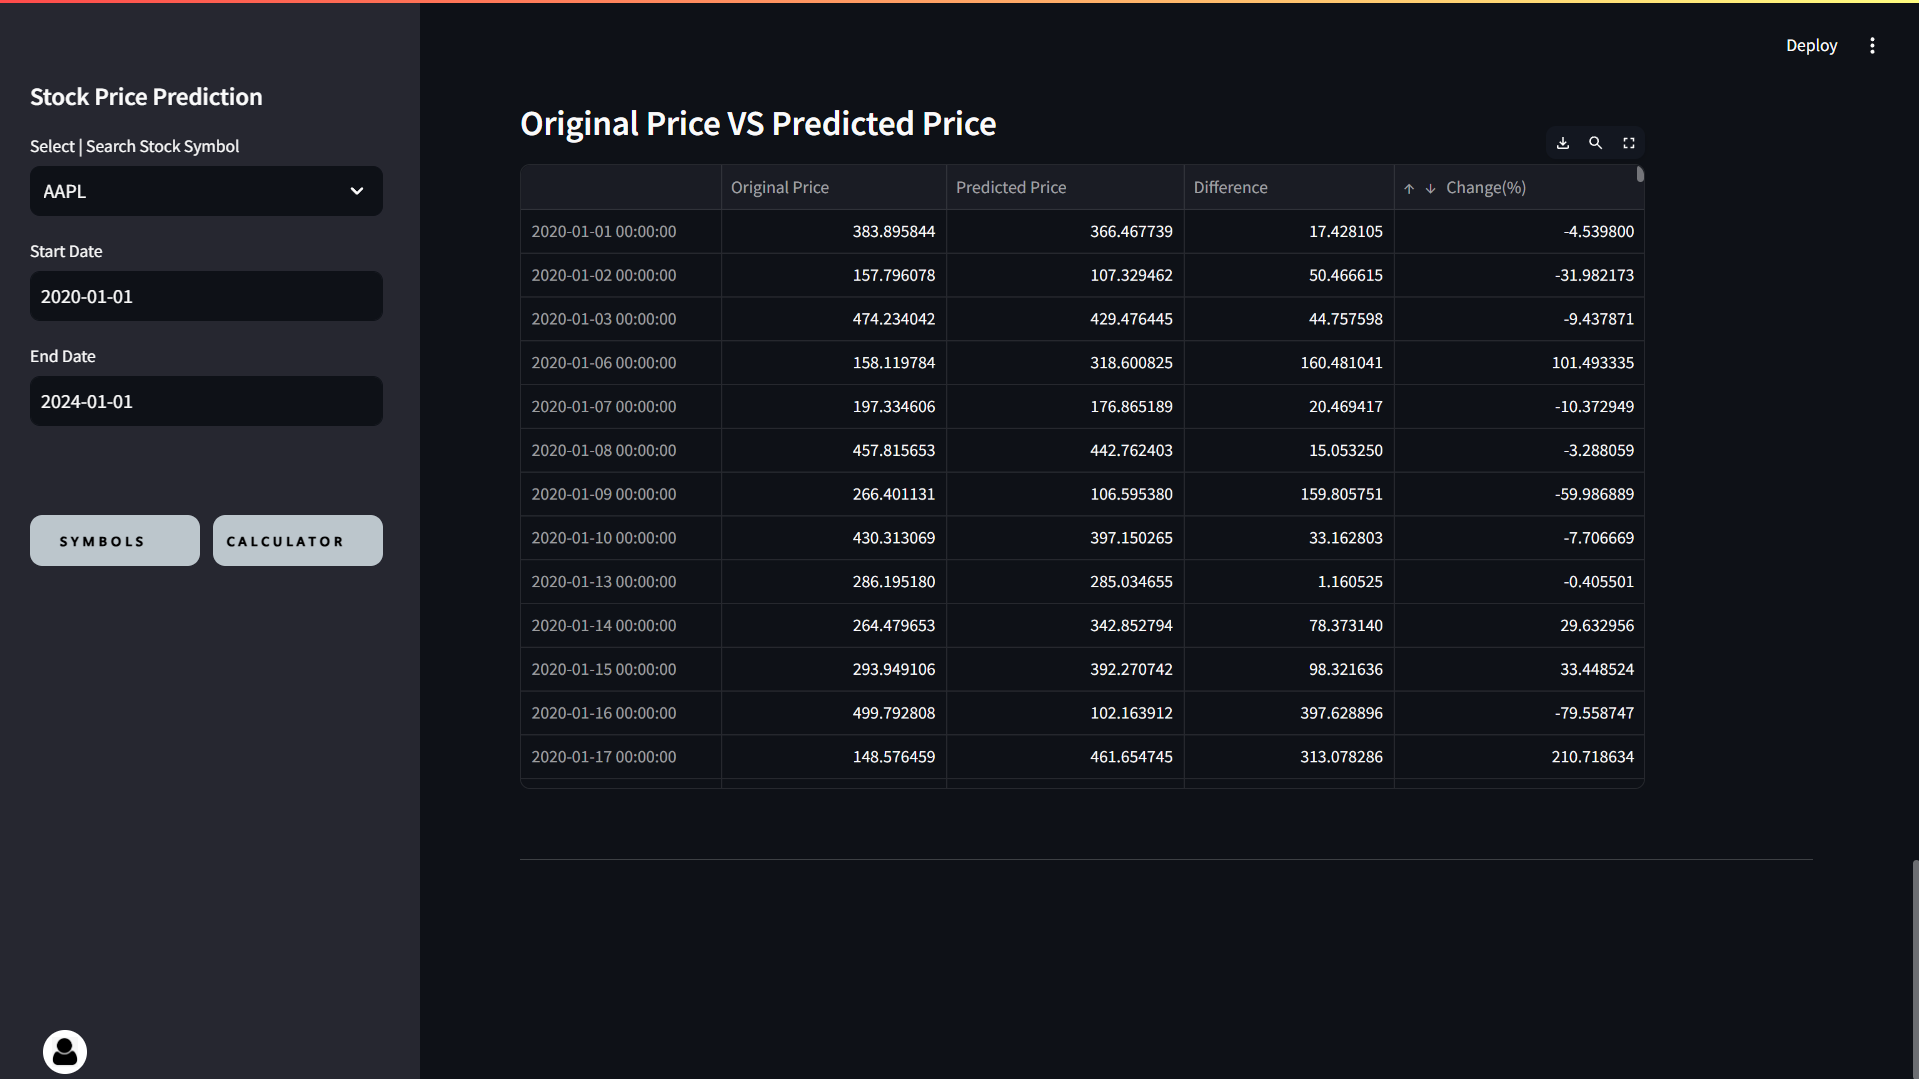 Deploy
Stock Price Prediction
Select | Search Stock Symbol
AAPL
Start Date
2020-01-01
End Date
2024-01-01
SYMBOLS CALCULATOR
Original Price VS Predicted Price
Original Price Predicted Price Difference ↑ ↓ Change(%)
2020-01-01 00:00:00 383.895844 366.467739 17.428105 -4.539800
2020-01-02 00:00:00 157.796078 107.329462 50.466615 -31.982173
2020-01-03 00:00:00 474.234042 429.476445 44.757598 -9.437871
2020-01-06 00:00:00 158.119784 318.600825 160.481041 101.493335
2020-01-07 00:00:00 197.334606 176.865189 20.469417 -10.372949
2020-01-08 00:00:00 457.815653 442.762403 15.053250 -3.288059
2020-01-09 00:00:00 266.401131 106.595380 159.805751 -59.986889
2020-01-10 00:00:00 430.313069 397.150265 33.162803 -7.706669
2020-01-13 00:00:00 286.195180 285.034655 1.160525 -0.405501
2020-01-14 00:00:00 264.479653 342.852794 78.373140 29.632956
2020-01-15 00:00:00 293.949106 392.270742 98.321636 33.448524
2020-01-16 00:00:00 499.792808 102.163912 397.628896 -79.558747
2020-01-17 00:00:00 148.576459 461.654745 313.078286 210.718634